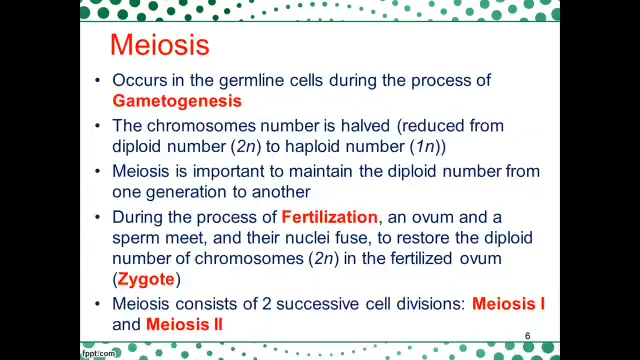 Meiosis
• Occurs in the germline cells during the process of
Gametogenesis
• The chromosomes number is halved (reduced from
diploid number (2n) to haploid number (1n))
• Meiosis is important to maintain the diploid number from
one generation to another
• During the process of Fertilization, an ovum and a
sperm meet, and their nuclei fuse, to restore the diploid
number of chromosomes (2n) in the fertilized ovum
(Zygote)
• Meiosis consists of 2 successive cell divisions: Meiosis I
and Meiosis II
6
fppt.com